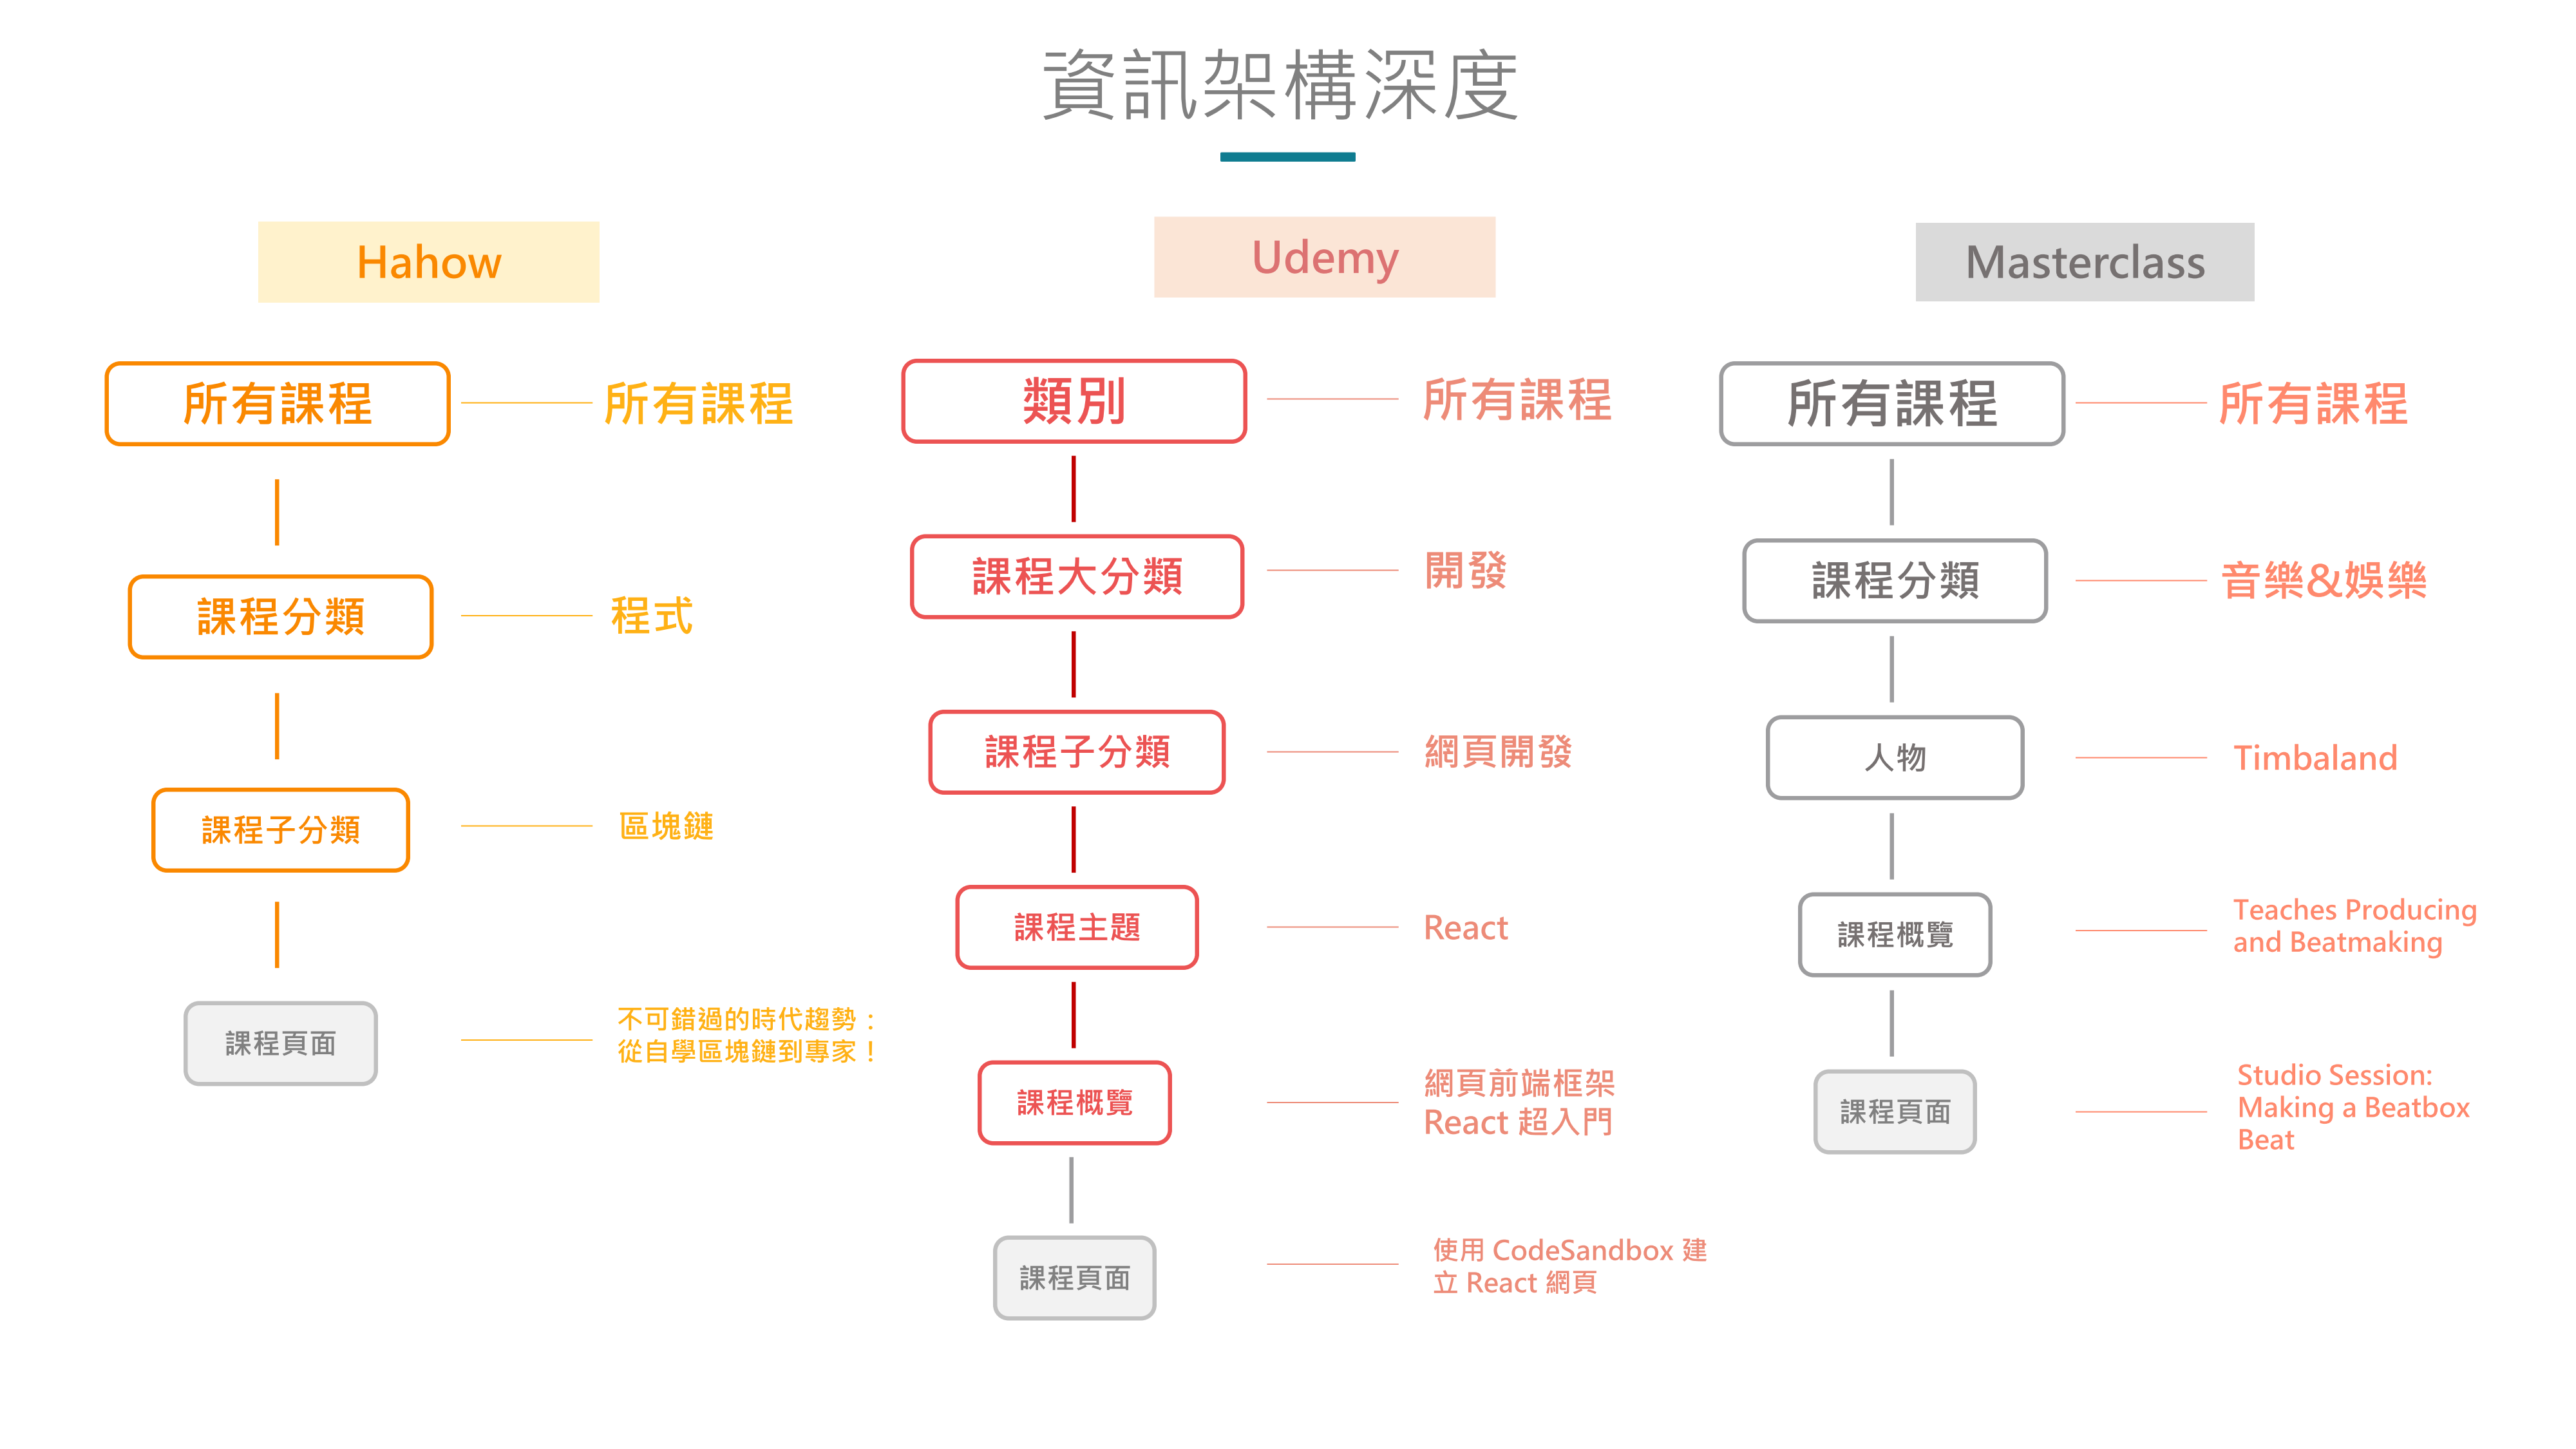 資訊架構深度
Hahow
所有課程
所有課程
課程分類
程式
課程子分類
區塊鏈
課程頁面
不可錯過的時代趨勢：
從自學區塊鏈到專家！
Udemy
類別
所有課程
課程大分類
開發
課程子分類
網頁開發
課程主題
React
課程概覽
網頁前端框架
React 超入門
課程頁面
使用 CodeSandbox 建
立 React 網頁
Masterclass
所有課程
所有課程
課程分類
音樂&娛樂
人物
Timbaland
課程概覽
Teaches Producing
and Beatmaking
課程頁面
Studio Session:
Making a Beatbox
Beat